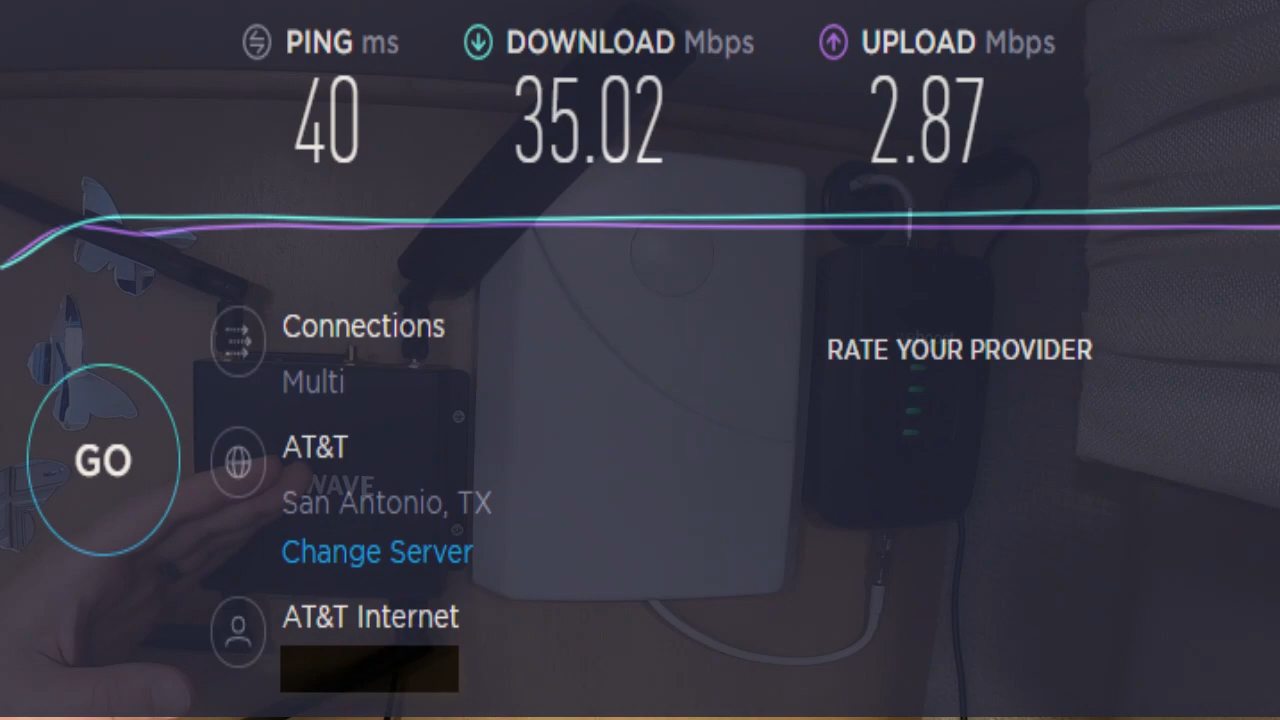 PING ms
DOWNLOAD Mbps
UPLOAD Mbps
40
35.02
2.87
Connections
Multi
RATE YOUR PROVIDER
GO
AT&T
WAVE
San Antonio, TX
Change Server
AT&T Internet